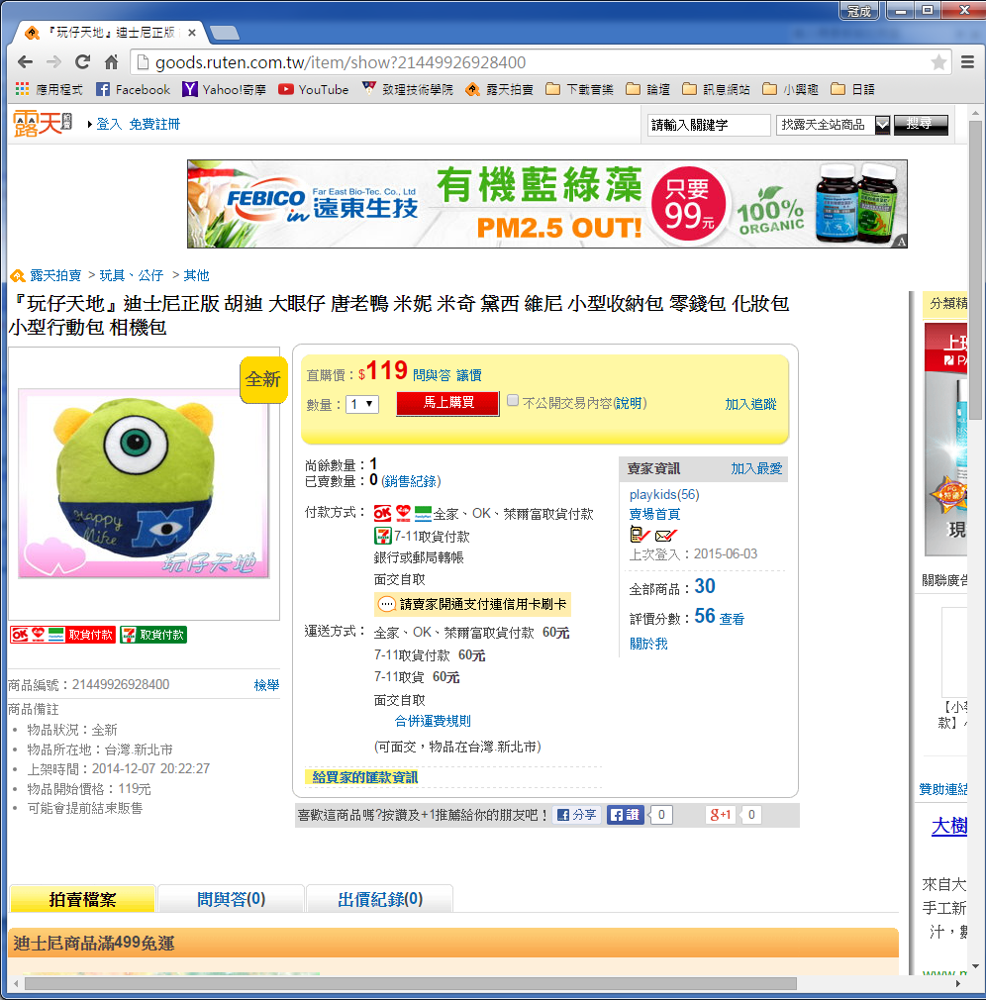 冠成
『玩仔天地』迪士尼正版
goods.ruten.com.tw/item/show?21449926928400
應用程式 Facebook Yahoo!奇摩 YouTube 致理技術學院 露天拍賣 下載音樂 論壇 訊息網站 小興趣 日語
露天拍賣 登入 免費註冊 請輸入關鍵字 找露天全站商品 搜尋
FEBICO in
Far East Bio-Tec. Co., Ltd
遠東生技
有機藍綠藻
PM2.5 OUT!
只要
99元
100%
ORGANIC
露天拍賣 > 玩具、公仔 > 其他
『玩仔天地』迪士尼正版 胡迪 大眼仔 唐老鴨 米妮 米奇 黛西 維尼 小型收納包 零錢包 化妝包
小型行動包 相機包
全新
Happy
Mike
玩仔天地
OK 取貨付款 7-ELEVEN 取貨付款
商品編號：21449926928400 檢舉
商品備註
• 物品狀況：全新
• 物品所在地：台灣.新北市
• 上架時間：2014-12-07 20:22:27
• 物品開始價格：119元
• 可能會提前結束販售
直購價：$119 問與答 議價
數量：1 馬上購買 不公開交易內容(說明) 加入追蹤
尚餘數量：1
已賣數量：0 (銷售紀錄)
付款方式：OK 全家、OK、萊爾富取貨付款
7-11取貨付款
銀行或郵局轉帳
面交自取
請賣家開通支付連信用卡刷卡
運送方式：全家、OK、萊爾富取貨付款 60元
7-11取貨付款 60元
7-11取貨 60元
面交自取
合併運費規則
(可面交，物品在台灣.新北市)
給買家的匯款資訊
賣家資訊 加入最愛
playkids(56)
賣場首頁
上次登入：2015-06-03
全部商品：30
評價分數：56 查看
關於我
喜歡這商品嗎?按讚及+1推薦給你的朋友吧！ 分享 讚 0 g+1 0
拍賣檔案 問與答(0) 出價紀錄(0)
迪士尼商品滿499免運
分類精
上班
現
關聯廣告
【小
款】
贊助連結
大樹
來自大
手工新
汁，數